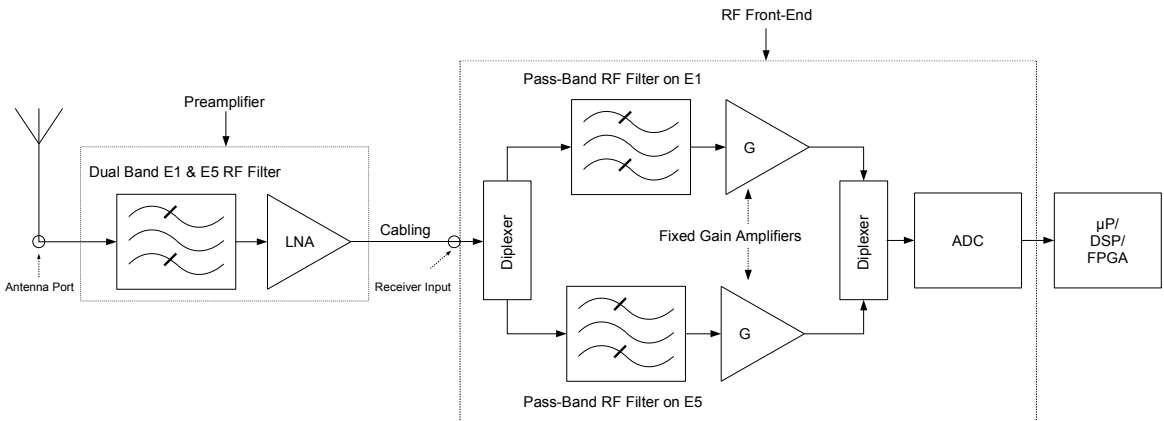 RF Front-End
Pass-Band RF Filter on E1
Preamplifier
Dual Band E1 & E5 RF Filter
G
LNA
Cabling
Diplexer
Fixed Gain Amplifiers
Diplexer
ADC
µP/
DSP/
FPGA
Antenna Port
Receiver Input
G
Pass-Band RF Filter on E5